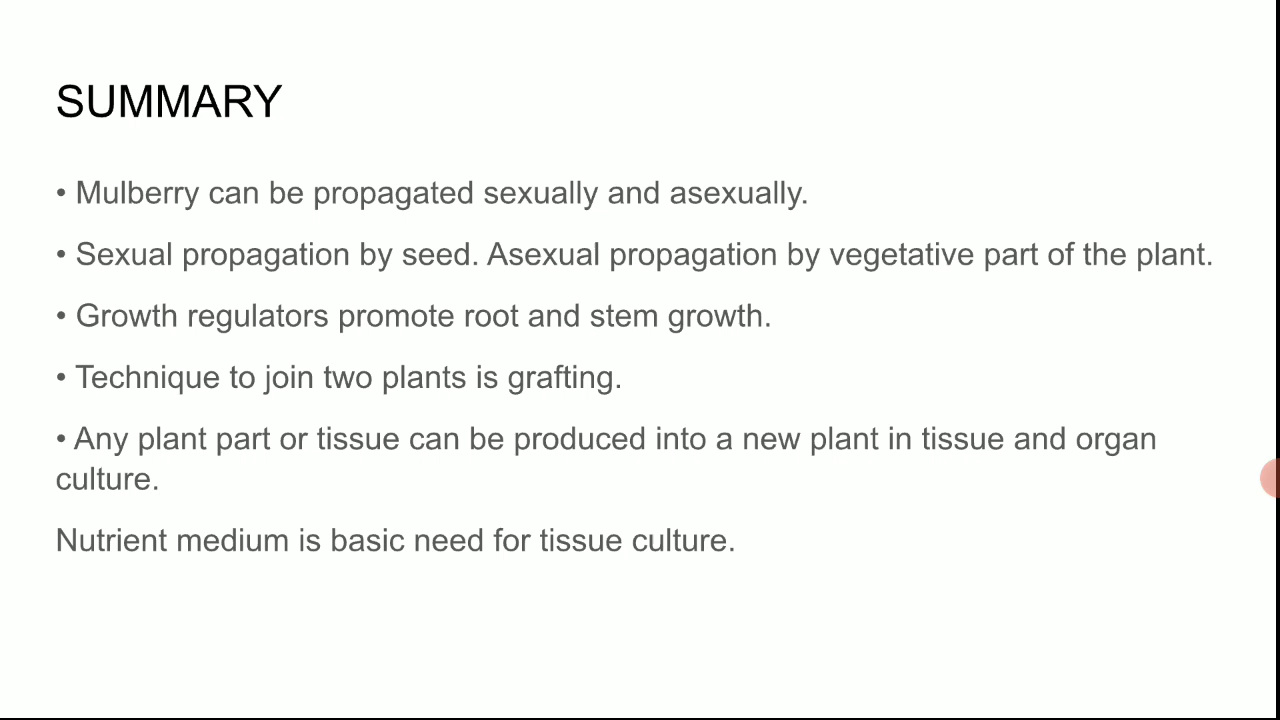 SUMMARY
• Mulberry can be propagated sexually and asexually.
• Sexual propagation by seed. Asexual propagation by vegetative part of the plant.
• Growth regulators promote root and stem growth.
• Technique to join two plants is grafting.
• Any plant part or tissue can be produced into a new plant in tissue and organ
culture.
Nutrient medium is basic need for tissue culture.